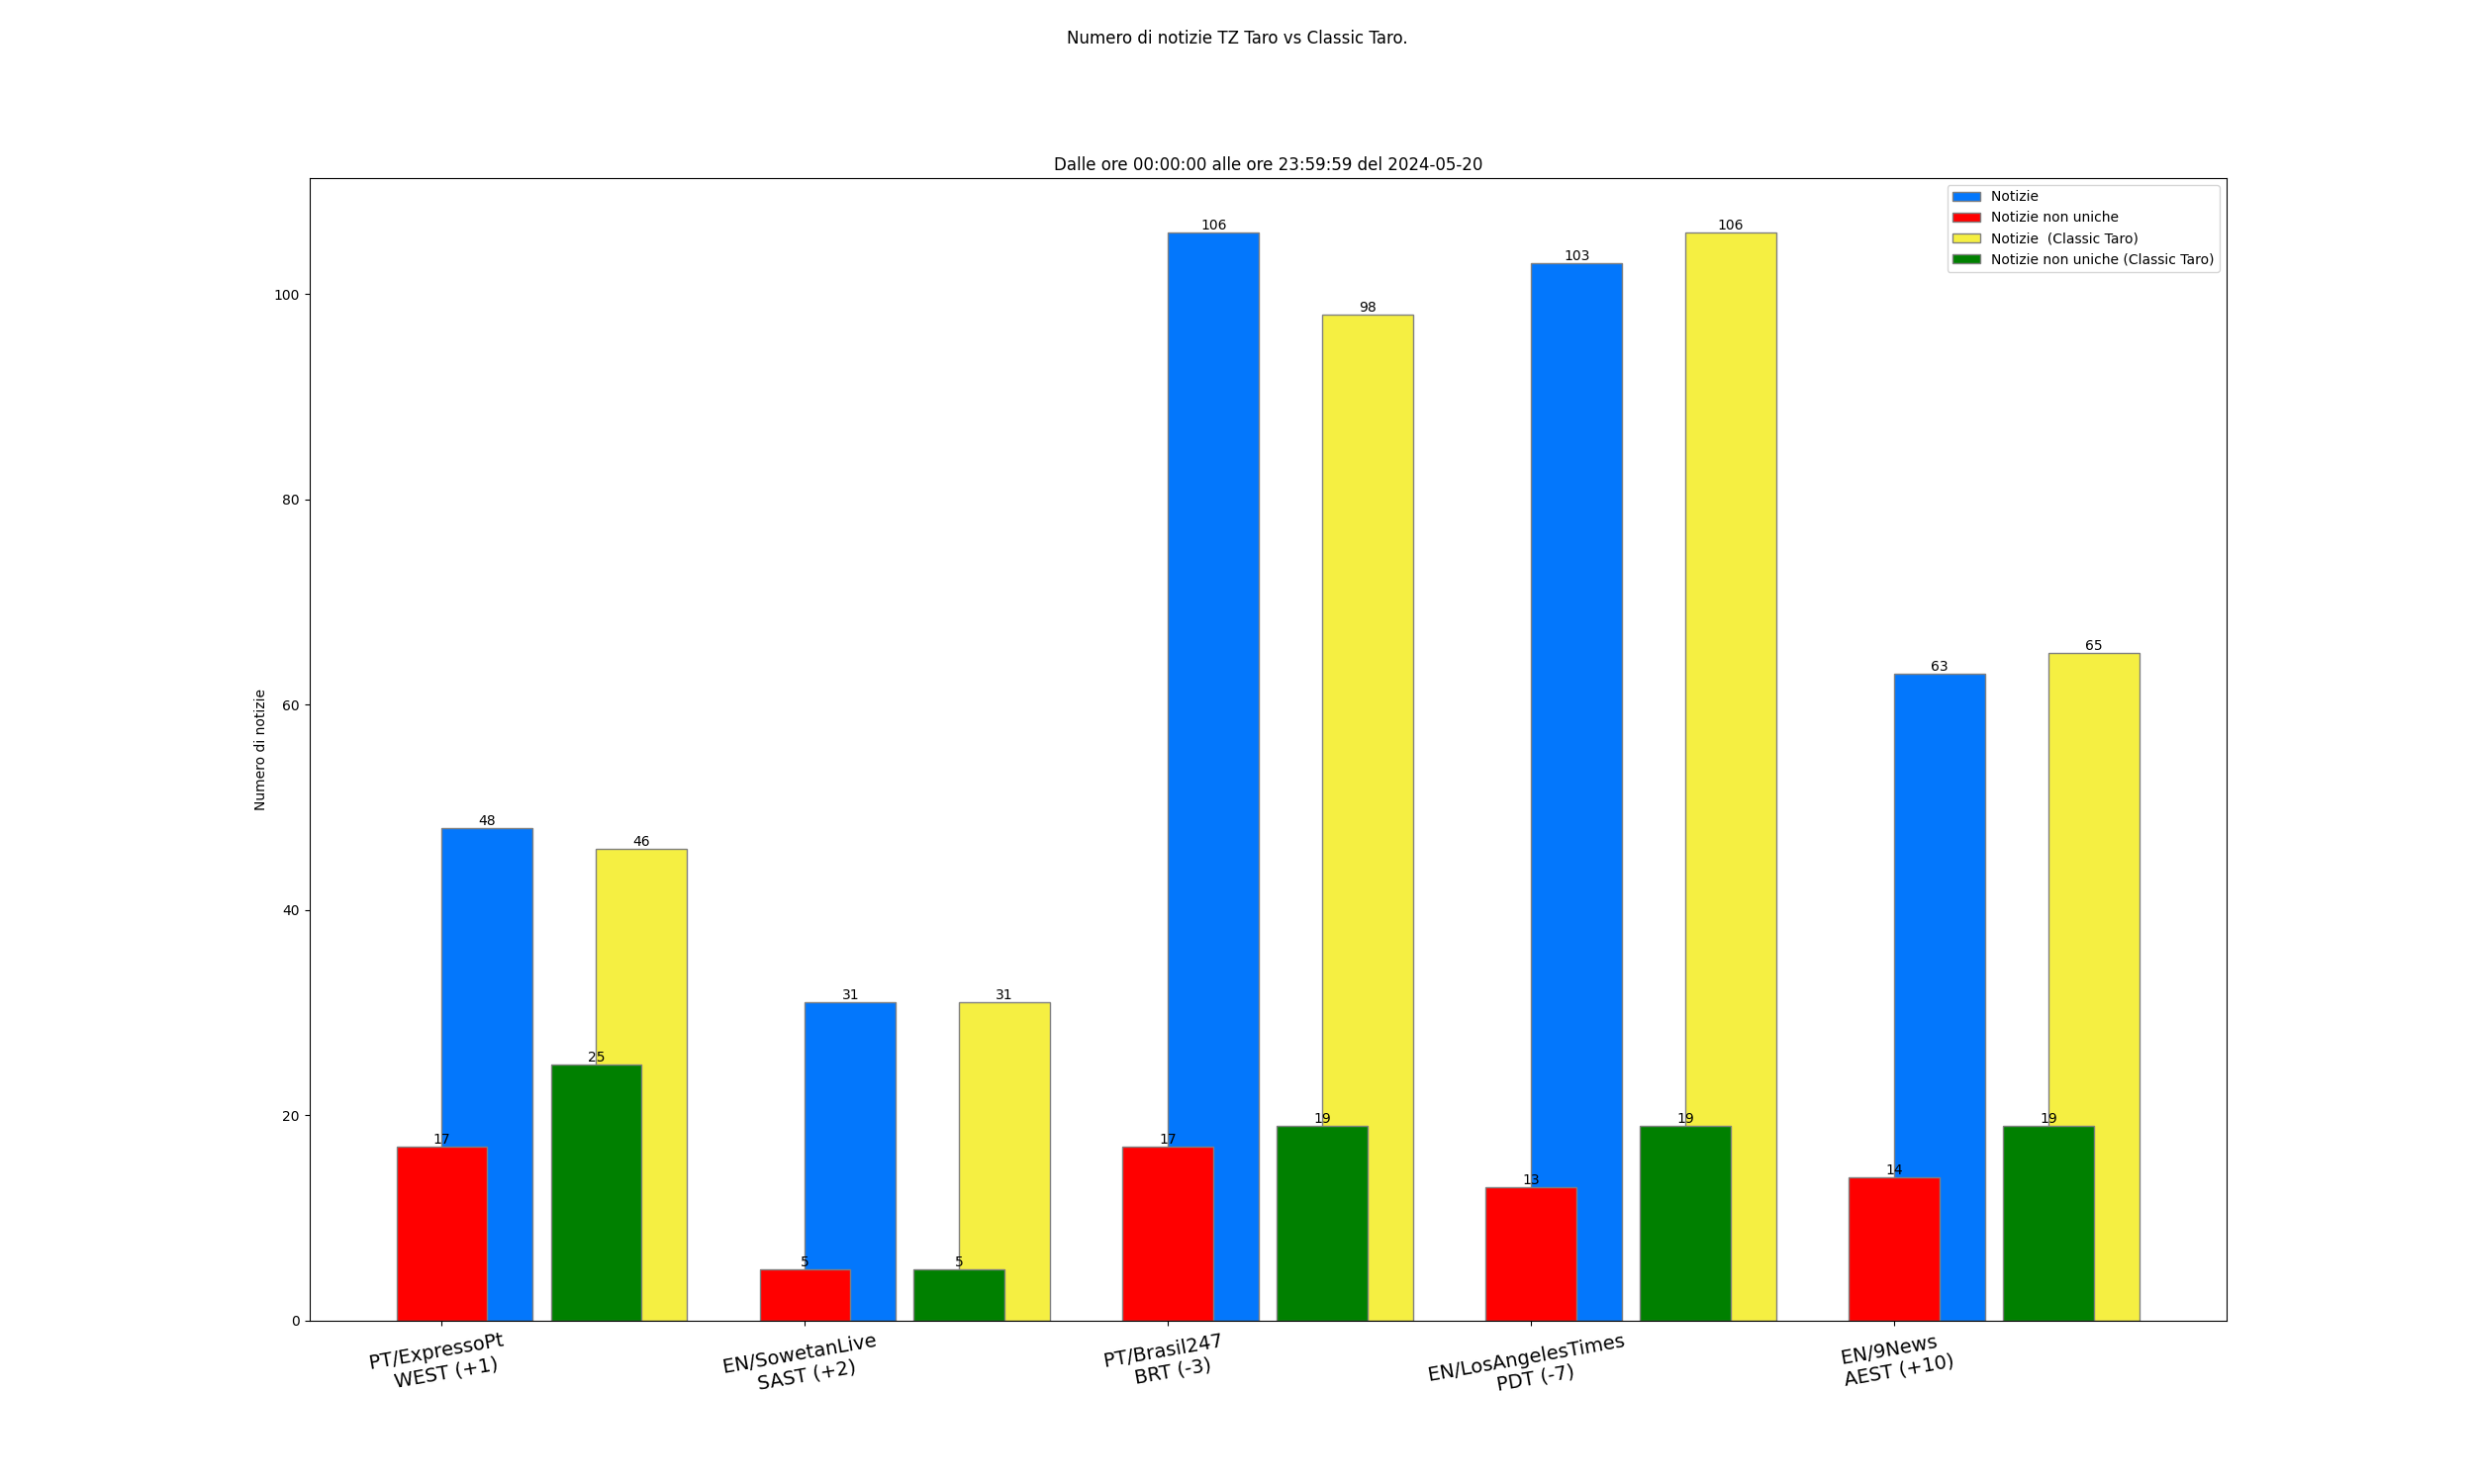 Numero di notizie TZ Taro vs Classic Taro.
Dalle ore 00:00:00 alle ore 23:59:59 del 2024-05-20
Notizie
Notizie non uniche
Notizie  (Classic Taro)
Notizie non uniche (Classic Taro)
Numero di notizie
100
80
60
40
20
0
48
46
17
25
31
31
5
5
106
98
17
19
103
106
13
19
63
65
14
19
PT/ExpressoPt
WEST (+1)
EN/SowetanLive
SAST (+2)
PT/Brasil247
BRT (-3)
EN/LosAngelesTimes
PDT (-7)
EN/9News
AEST (+10)